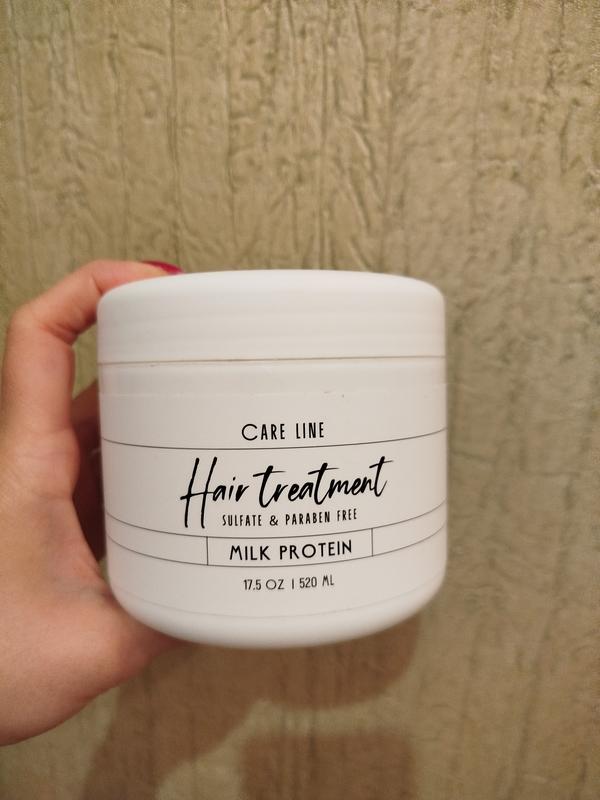 CARE LINE
Hair treatment
SULFATE & PARABEN FREE
MILK PROTEIN
17.5 OZ | 520 ML